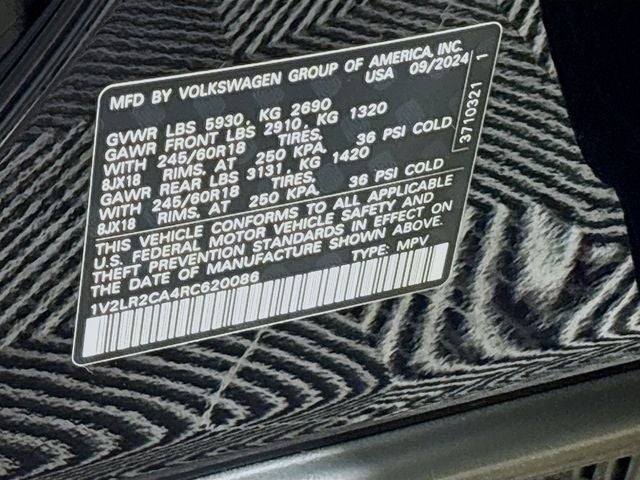 MFD BY VOLKSWAGEN GROUP OF AMERICA, INC.
USA 09/2024
GVWR LBS 5930, KG 2690
GAWR FRONT LBS 2910, KG 1320
WITH 245/60R18 TIRES,
8JX18 RIMS, AT 250 KPA, 36 PSI COLD
GAWR REAR LBS 3131, KG 1420
WITH 245/60R18 TIRES,
8JX18 RIMS, AT 250 KPA, 36 PSI COLD
THIS VEHICLE CONFORMS TO ALL APPLICABLE
U.S. FEDERAL MOTOR VEHICLE SAFETY AND
THEFT PREVENTION STANDARDS IN EFFECT ON
THE DATE OF MANUFACTURE SHOWN ABOVE.
1V2LR2CA4RC620086 TYPE: MPV
3710321 1